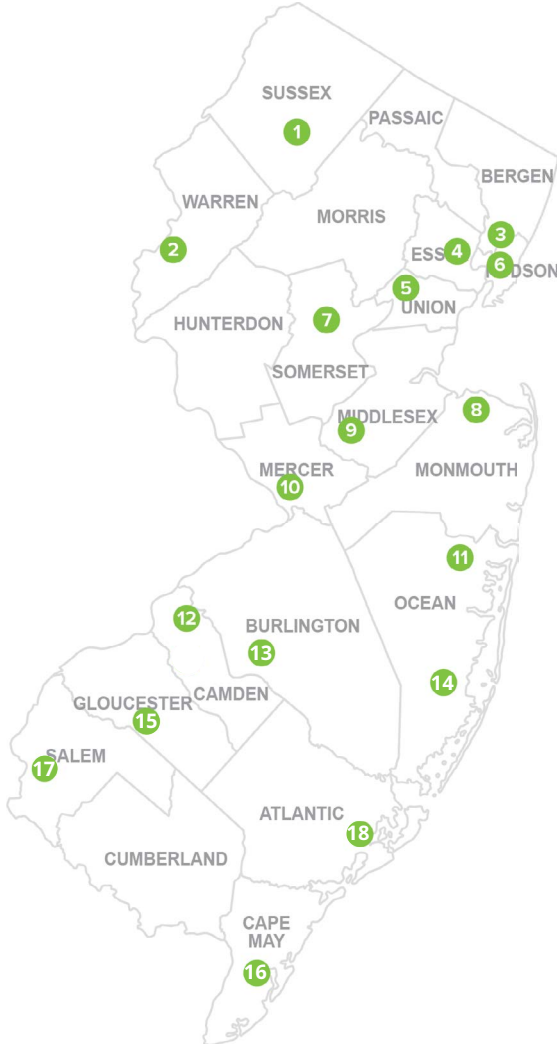 SUSSEX
1
PASSAIC
BERGEN
WARREN
MORRIS
3
2
ESS
4
6
DSON
5
UNION
HUNTERDON
7
SOMERSET
8
MIDDLESEX
9
MERCER
10
MONMOUTH
11
OCEAN
12
BURLINGTON
13
14
CAMDEN
GLOUCESTER
15
SALEM
17
ATLANTIC
18
CUMBERLAND
CAPE
MAY
16